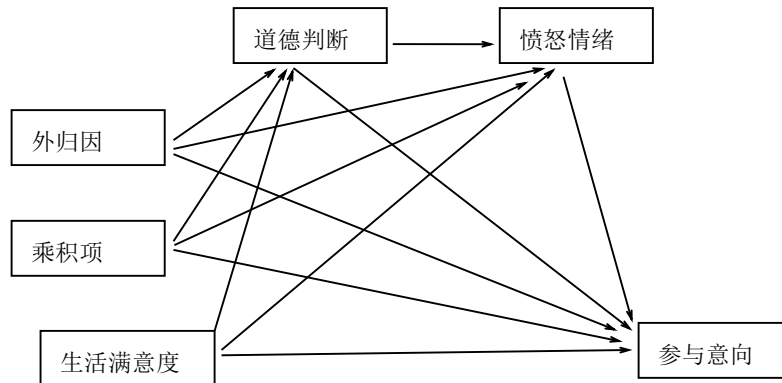 道德判断
愤怒情绪
外归因
乘积项
生活满意度
参与意向